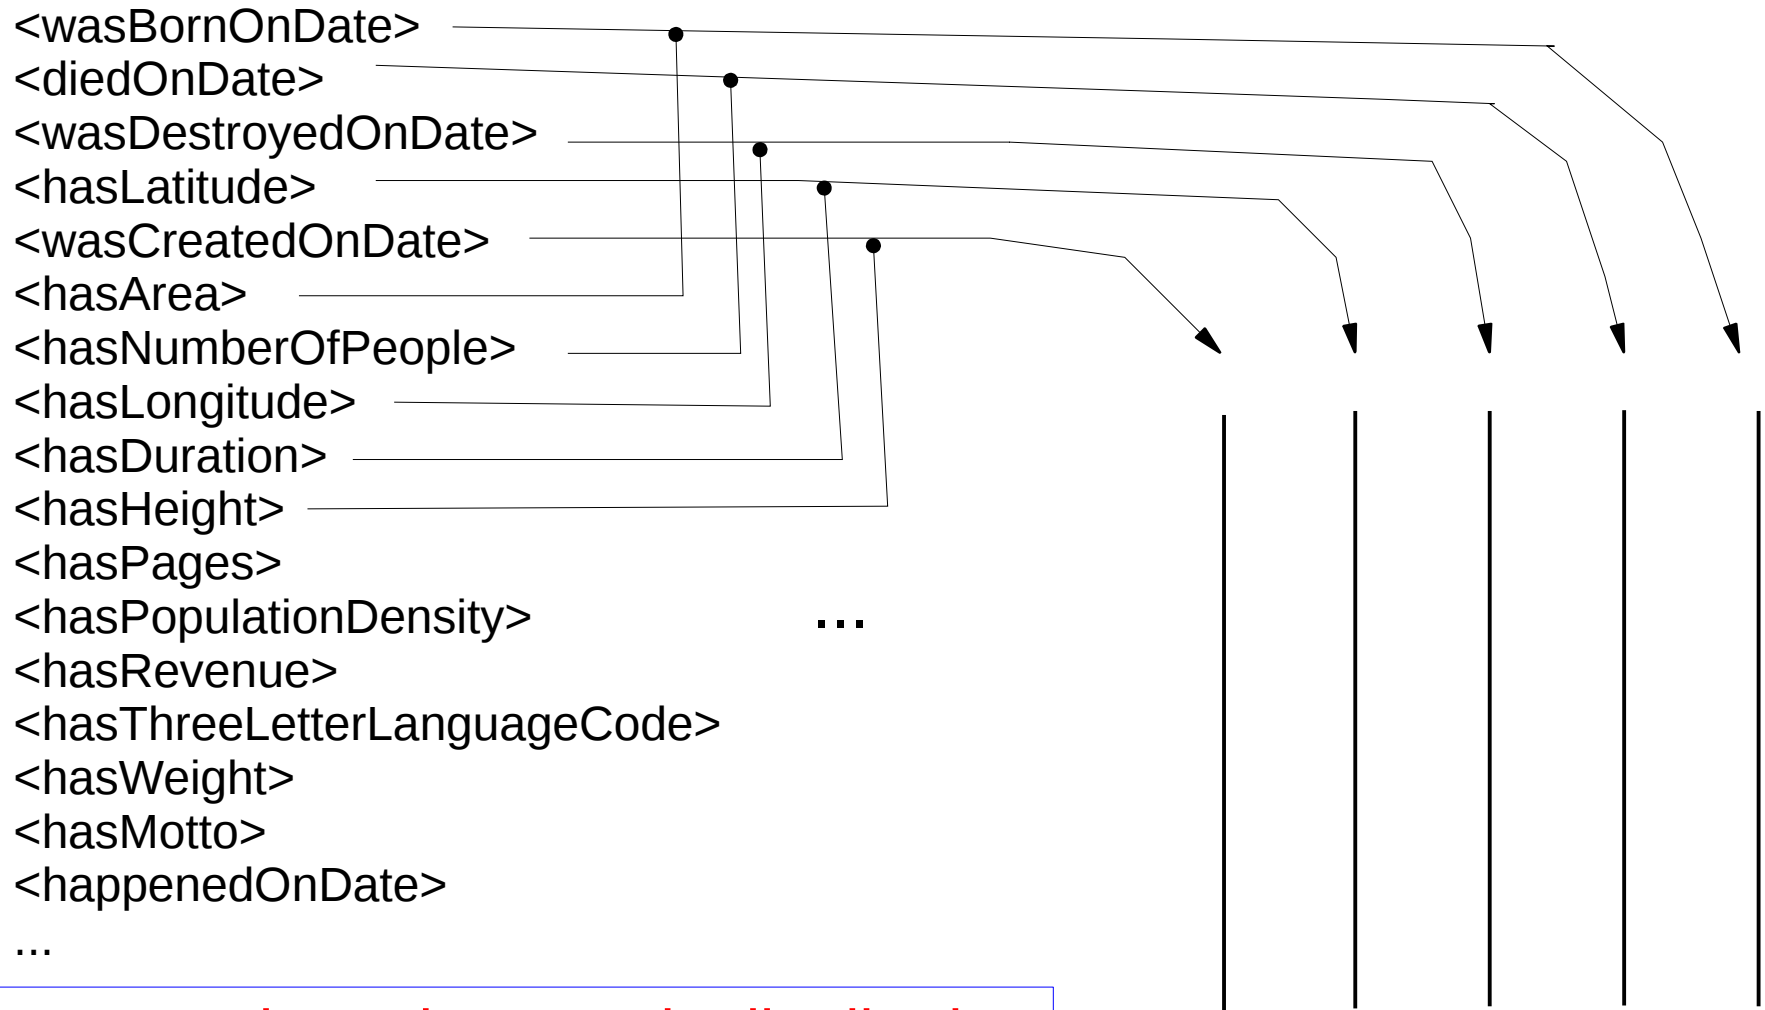 <wasBornOnDate>
<diedOnDate>
<wasDestroyedOnDate>
<hasLatitude>
<wasCreatedOnDate>
<hasArea>
<hasNumberOfPeople>
<hasLongitude>
<hasDuration>
<hasHeight>
<hasPages>
<hasPopulationDensity> ...
<hasRevenue>
<hasThreeLetterLanguageCode>
<hasWeight>
<hasMotto>
<happenedOnDate>
...